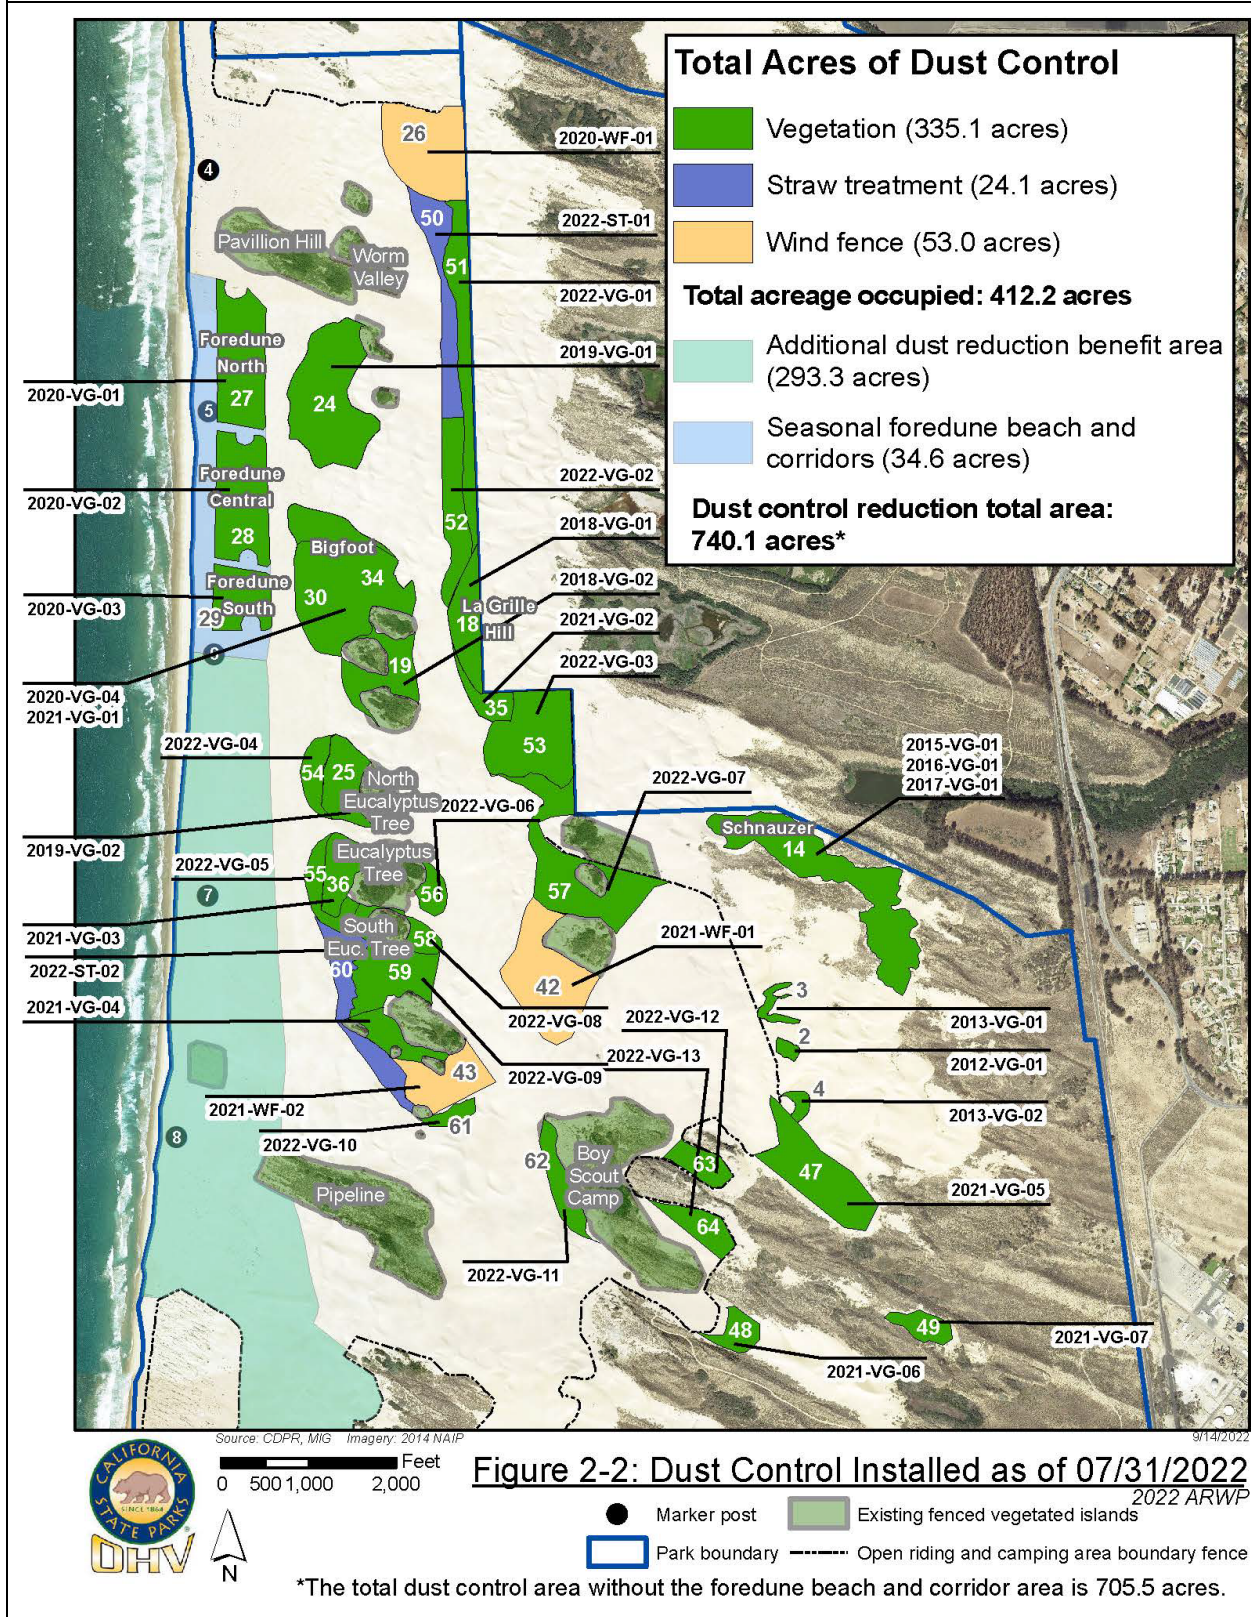 Total Acres of Dust Control
Vegetation (335.1 acres)
Straw treatment (24.1 acres)
Wind fence (53.0 acres)
Total acreage occupied: 412.2 acres
Additional dust reduction benefit area
(293.3 acres)
Seasonal foredune beach and
corridors (34.6 acres)
Dust control reduction total area:
740.1 acres*
26
2020-WF-01
4
50
2022-ST-01
Pavillion Hill
Worm
Valley
51
2022-VG-01
Foredune
North
27
2020-VG-01
5
24
2019-VG-01
Foredune
Central
28
2020-VG-02
2022-VG-02
52
2018-VG-01
Bigfoot
34
30
2018-VG-02
Foredune
South
29
2020-VG-03
La Grille
Hill
18
2021-VG-02
2022-VG-03
19
2020-VG-04
2021-VG-01
35
53
2022-VG-04
54
25
North
Eucalyptus
Tree
2022-VG-06
2022-VG-07
2015-VG-01
2016-VG-01
2017-VG-01
Schnauzer
14
2019-VG-02
2022-VG-05
Eucalyptus
Tree
55
36
56
57
7
2021-VG-03
South
Euc. Tree
58
2021-WF-01
2022-ST-02
60
59
42
3
2021-VG-04
2022-VG-08
2022-VG-12
2013-VG-01
2
2022-VG-13
2022-VG-09
2012-VG-01
43
4
2021-WF-02
2013-VG-02
61
2022-VG-10
8
62
Boy
Scout
Camp
63
47
Pipeline
2021-VG-05
64
2022-VG-11
48
49
2021-VG-07
2021-VG-06
Source: CDPR, MIG Imagery: 2014 NAIP
9/14/2022
CALIFORNIA
STATE PARKS
SINCE 1864
OHV
Feet
0 500 1,000 2,000
N
Figure 2-2: Dust Control Installed as of 07/31/2022
2022 ARWP
Marker post
Existing fenced vegetated islands
Park boundary
Open riding and camping area boundary fence
*The total dust control area without the foredune beach and corridor area is 705.5 acres.